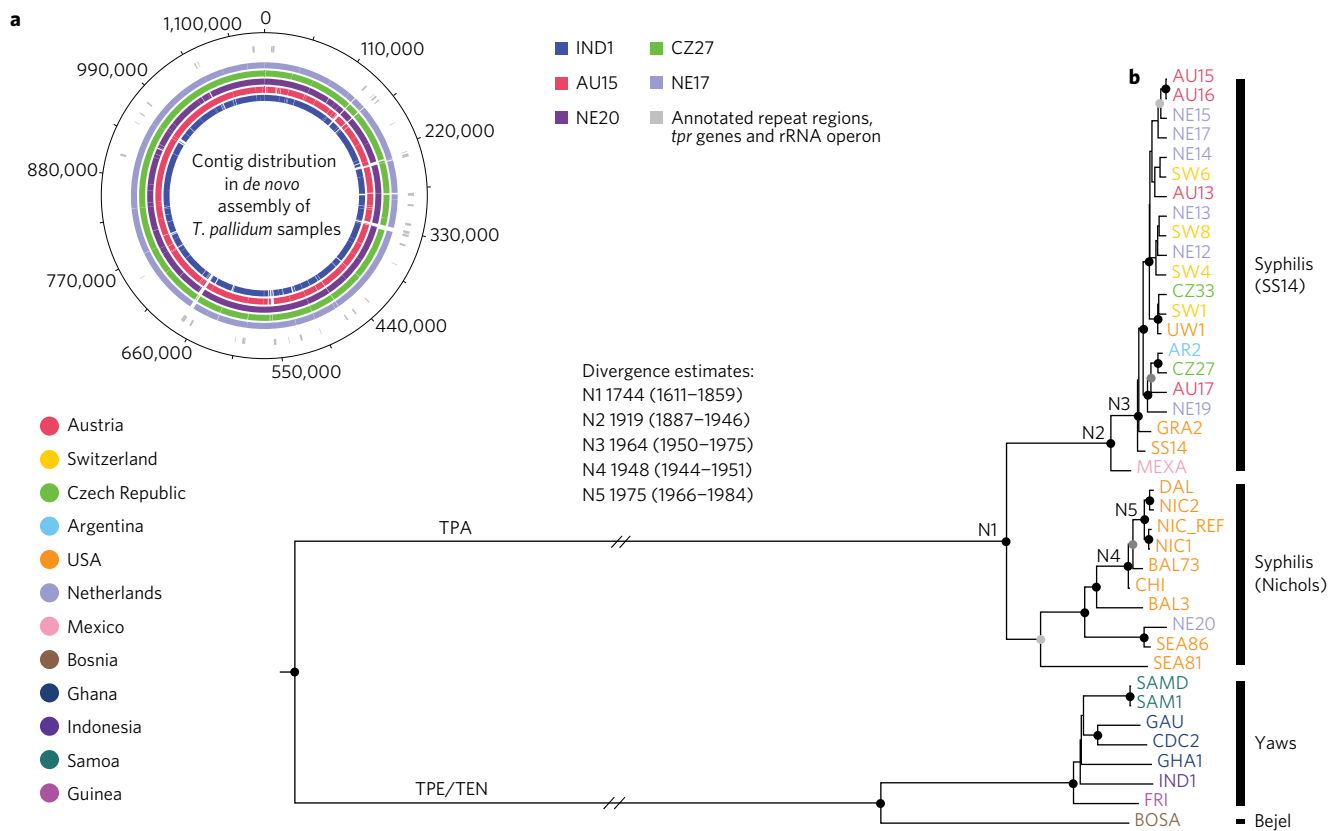 a
0
110,000
220,000
330,000
440,000
550,000
660,000
770,000
880,000
990,000
1,100,000
Contig distribution
in de novo
assembly of
T. pallidum samples
IND1
CZ27
AU15
NE17
NE20
Annotated repeat regions,
tpr genes and rRNA operon
Austria
Switzerland
Czech Republic
Argentina
USA
Netherlands
Mexico
Bosnia
Ghana
Indonesia
Samoa
Guinea
Divergence estimates:
N1 1744 (1611–1859)
N2 1919 (1887–1946)
N3 1964 (1950–1975)
N4 1948 (1944–1951)
N5 1975 (1966–1984)
b
TPA
TPE/TEN
N1
N2
N3
N4
N5
AU15
AU16
NE15
NE17
NE14
SW6
AU13
NE13
SW8
NE12
SW4
CZ33
SW1
UW1
AR2
CZ27
AU17
NE19
GRA2
SS14
MEXA
DAL
NIC2
NIC_REF
NIC1
BAL73
CHI
BAL3
NE20
SEA86
SEA81
SAMD
SAM1
GAU
CDC2
GHA1
IND1
FRI
BOSA
Syphilis
(SS14)
Syphilis
(Nichols)
Yaws
Bejel